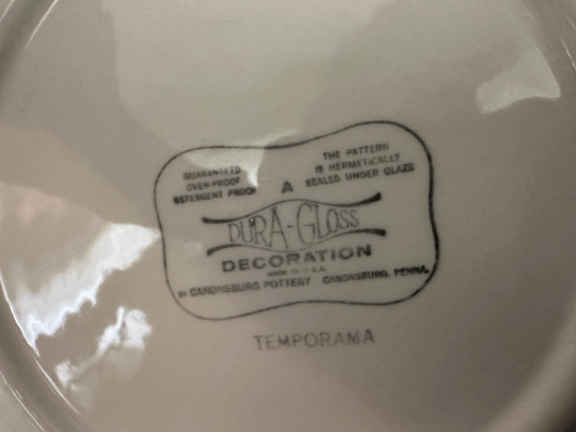 GUARANTEED
OVEN-PROOF
DETERGENT PROOF
THE PATTERN
IS HERMETICALLY
SEALED UNDER GLAZE
A
DURA-GLOSS
DECORATION
MADE IN U.S.A.
BY CANONSBURG POTTERY CANONSBURG, PENNA.
TEMPORAMA